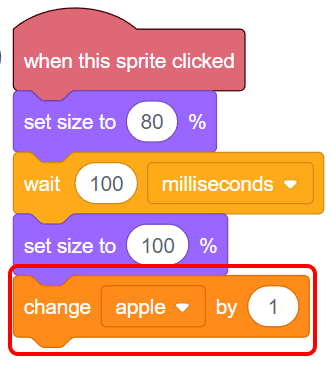 when this sprite clicked
set size to 80 %
wait 100 milliseconds
set size to 100 %
change apple by 1